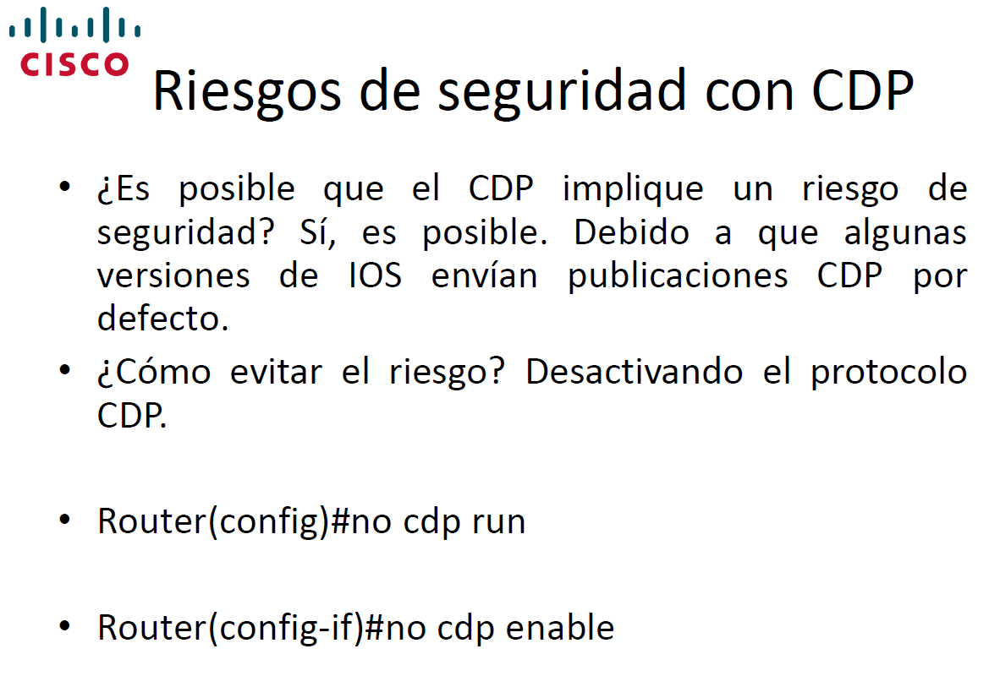 CISCO
Riesgos de seguridad con CDP
• ¿Es posible que el CDP implique un riesgo de
seguridad? Sí, es posible. Debido a que algunas
versiones de IOS envían publicaciones CDP por
defecto.
• ¿Cómo evitar el riesgo? Desactivando el protocolo
CDP.
• Router(config)#no cdp run
• Router(config-if)#no cdp enable